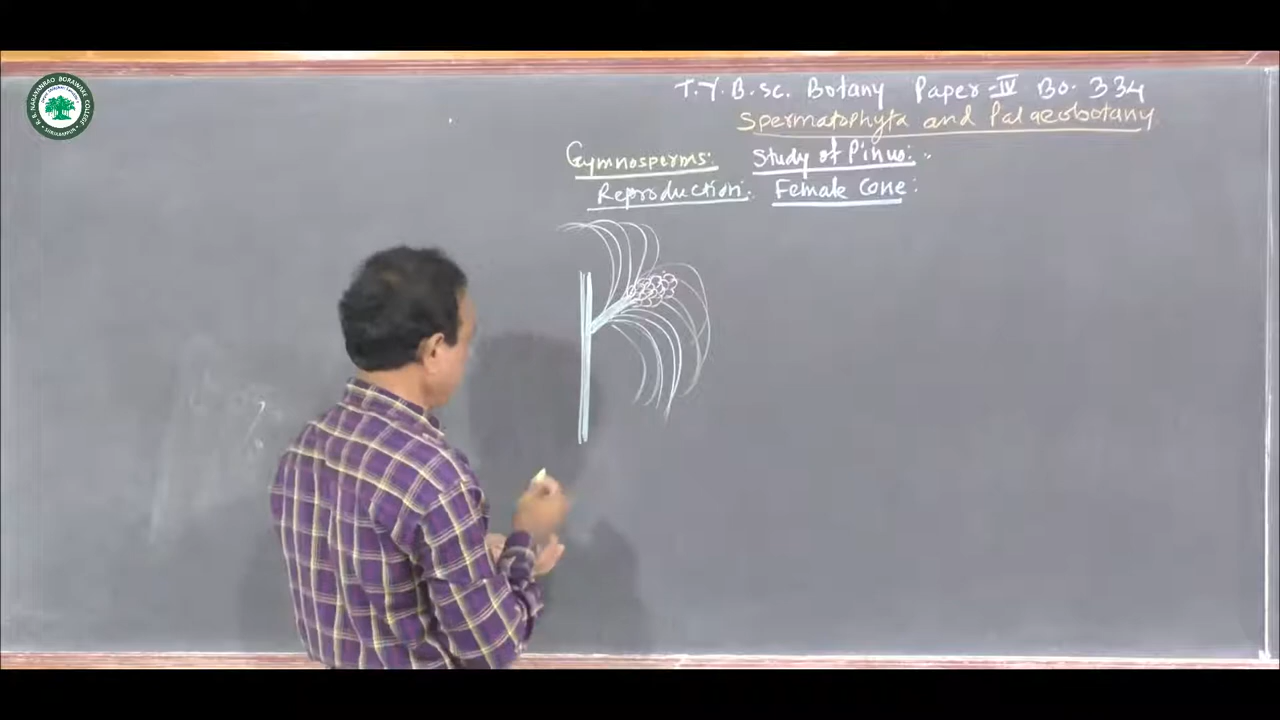 T.Y.B.Sc. Botany Paper-IV BO. 334
Spermatophyta and Palaeobotany
Gymnosperms: Study of Pinus:
Reproduction: Female Cone: